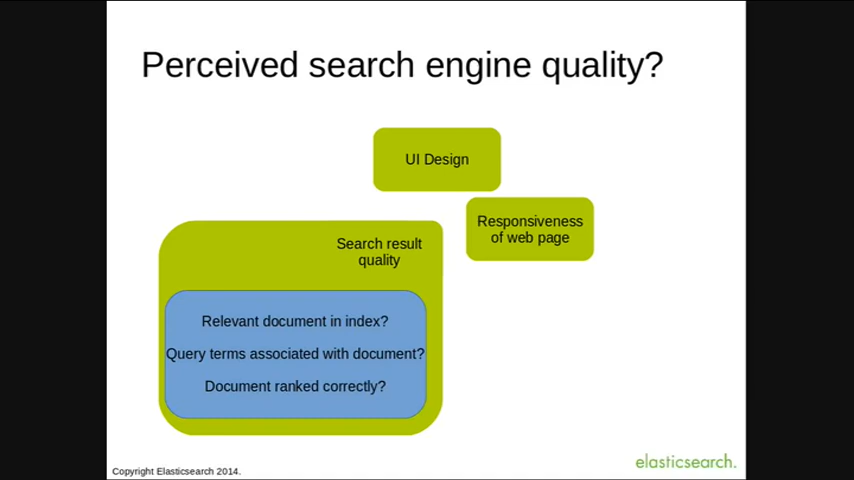 Perceived search engine quality?
UI Design
Responsiveness
of web page
Search result
quality
Relevant document in index?
Query terms associated with document?
Document ranked correctly?
Copyright Elasticsearch 2014.
elasticsearch.